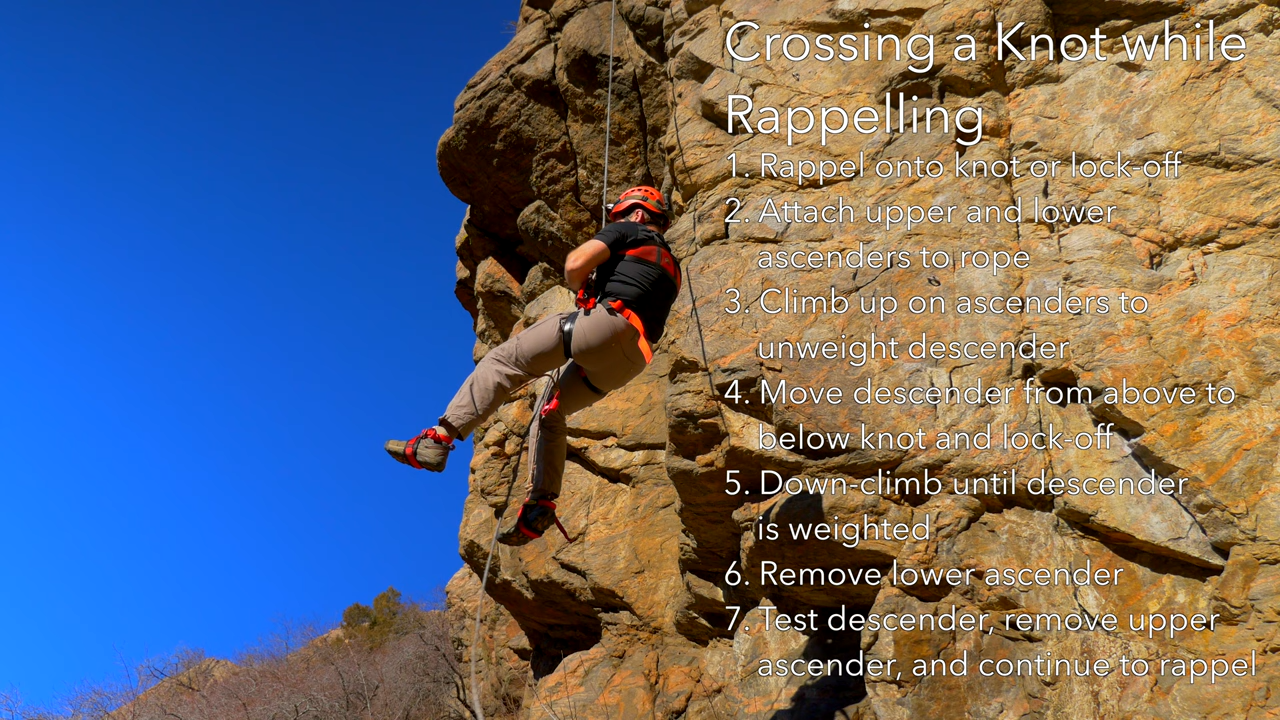 Crossing a Knot while
Rappelling
1. Rappel onto knot or lock-off
2. Attach upper and lower
ascenders to rope
3. Climb up on ascenders to
unweight descender
4. Move descender from above to
below knot and lock-off
5. Down-climb until descender
is weighted
6. Remove lower ascender
7. Test descender, remove upper
ascender, and continue to rappel